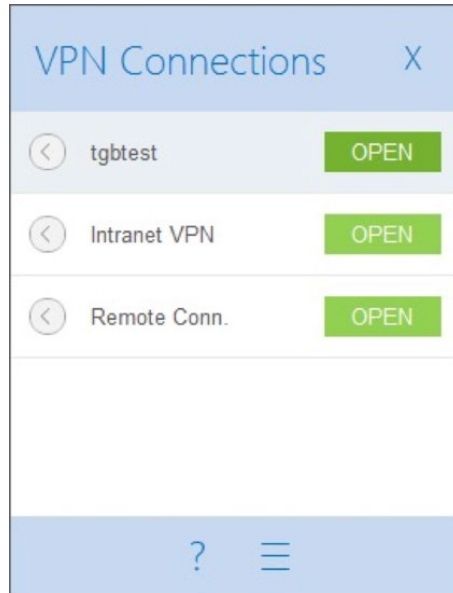 VPN Connections X
tgbtest OPEN
Intranet VPN OPEN
Remote Conn. OPEN
?